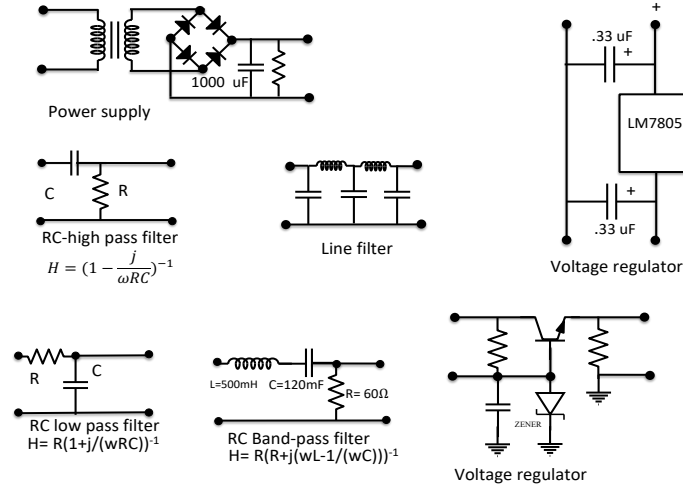 1000 uF
Power supply
+
.33 uF
+
LM7805
+
.33 uF
Voltage regulator
C
R
RC-high pass filter
H = (1 − j/ωRC)⁻¹
Line filter
R
C
RC low pass filter
H= R(1+j/(wRC))⁻¹
L=500mH
C=120mF
R= 60Ω
RC Band-pass filter
H= R(R+j(wL-1/(wC)))⁻¹
ZENER
Voltage regulator